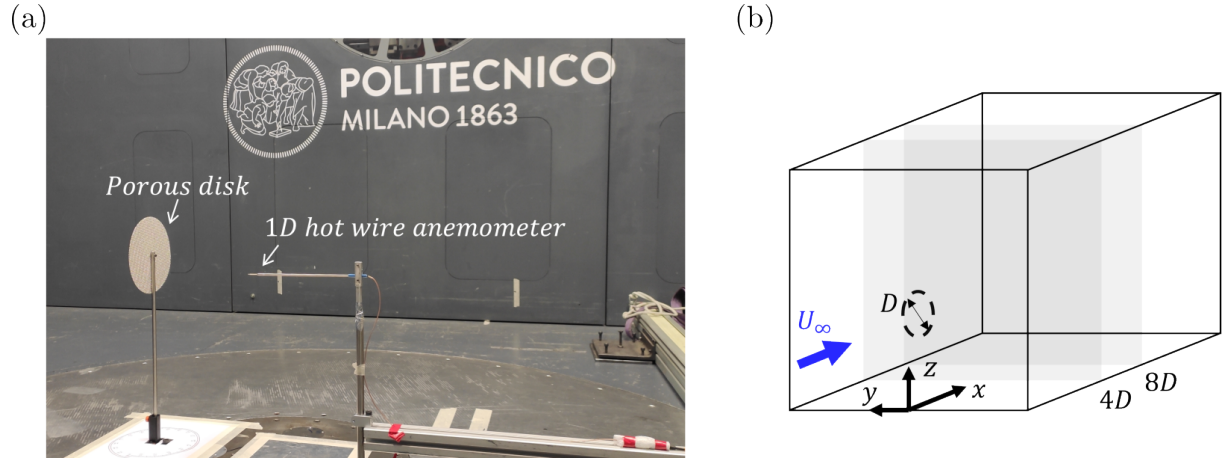 (a)
POLITECNICO
MILANO 1863
Porous disk
1D hot wire anemometer
(b)
D
U∞
z
y
x
4D
8D